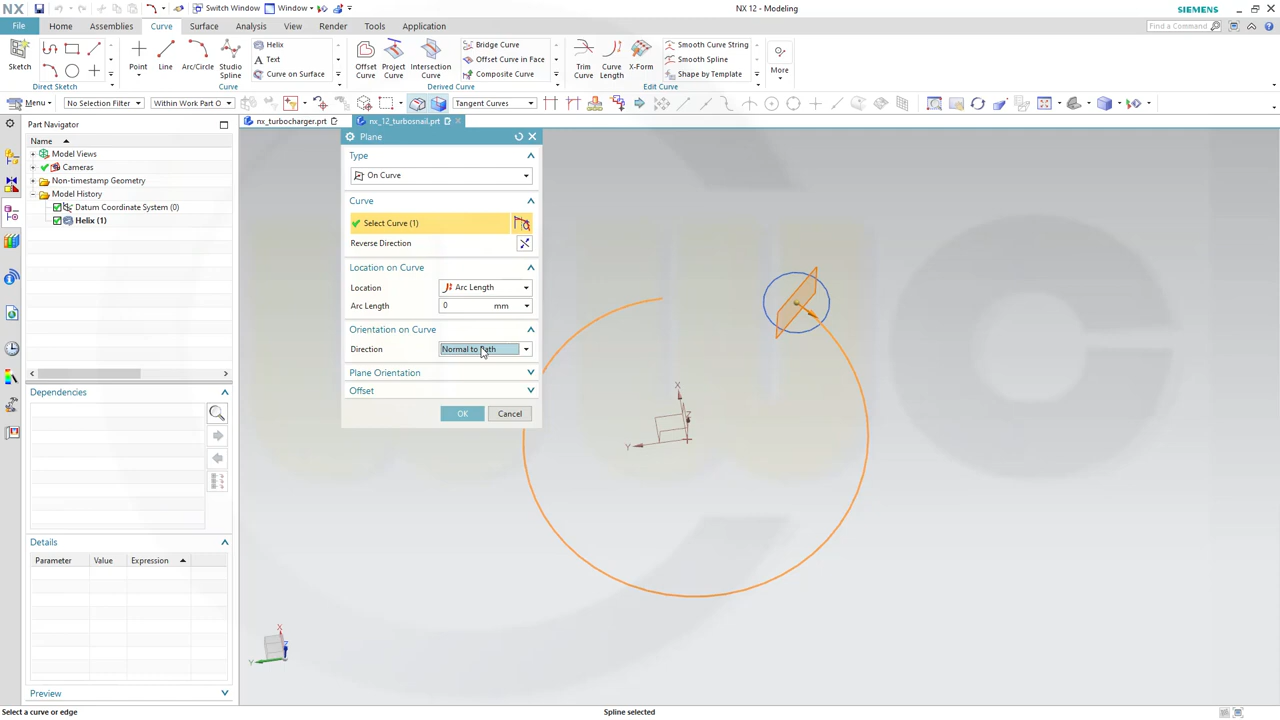 NX
Switch Window
Window
NX 12 - Modeling
SIEMENS
File
Home
Assemblies
Curve
Surface
Analysis
View
Render
Tools
Application
Find a Command
Sketch
Direct Sketch
Point
Line
Arc/Circle
Studio Spline
Helix
Text
Curve on Surface
Curve
Offset Curve
Project Curve
Intersection Curve
Bridge Curve
Offset Curve in Face
Composite Curve
Derived Curve
Trim Curve
Curve Length
X-Form
Smooth Curve String
Smooth Spline
Shape by Template
Edit Curve
More
Menu
No Selection Filter
Within Work Part O
Tangent Curves
Part Navigator
nx_turbocharger.prt
nx_12_turbosnail.prt
Name
Model Views
Cameras
Non-timestamp Geometry
Model History
Datum Coordinate System (0)
Helix (1)
Plane
Type
On Curve
Curve
Select Curve (1)
Reverse Direction
Location on Curve
Location Arc Length
Arc Length 0 mm
Orientation on Curve
Direction Normal to Path
Plane Orientation
Offset
OK Cancel
X
Z
Y
Dependencies
Details
Parameter Value Expression
X
Z
Y
Preview
Select a curve or edge
Spline selected